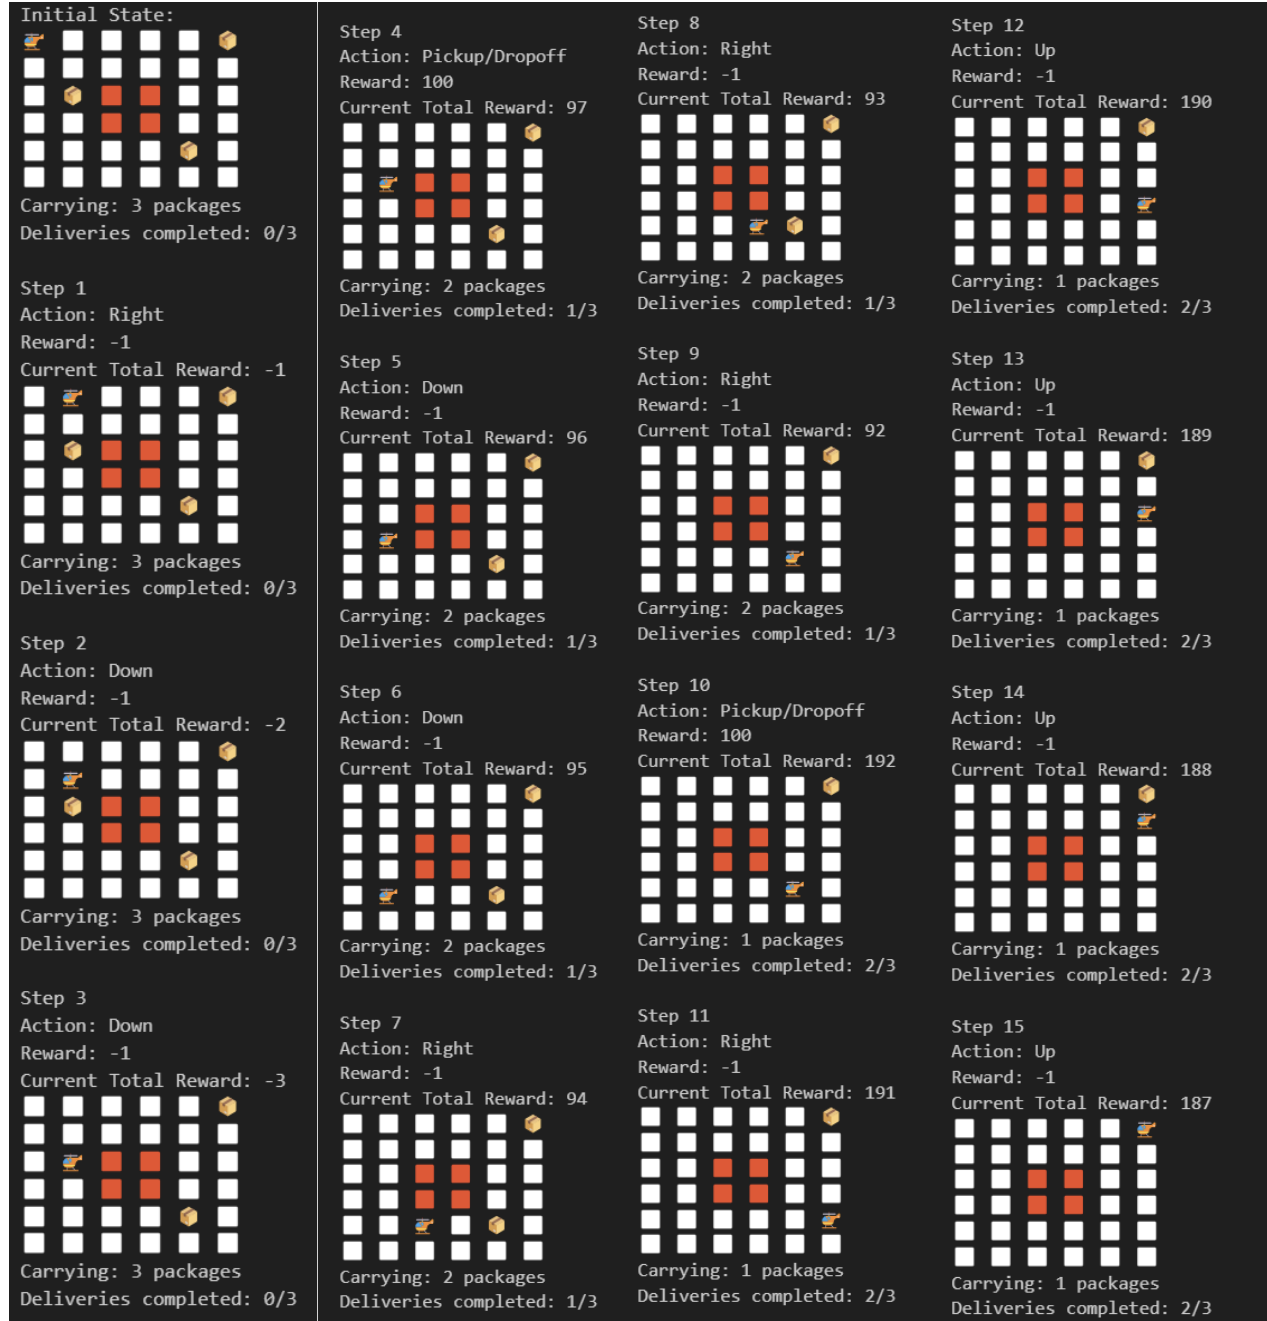 Initial State:
Carrying: 3 packages
Deliveries completed: 0/3
Step 1
Action: Right
Reward: -1
Current Total Reward: -1
Carrying: 3 packages
Deliveries completed: 0/3
Step 2
Action: Down
Reward: -1
Current Total Reward: -2
Carrying: 3 packages
Deliveries completed: 0/3
Step 3
Action: Down
Reward: -1
Current Total Reward: -3
Carrying: 3 packages
Deliveries completed: 0/3
Step 4
Action: Pickup/Dropoff
Reward: 100
Current Total Reward: 97
Carrying: 2 packages
Deliveries completed: 1/3
Step 5
Action: Down
Reward: -1
Current Total Reward: 96
Carrying: 2 packages
Deliveries completed: 1/3
Step 6
Action: Down
Reward: -1
Current Total Reward: 95
Carrying: 2 packages
Deliveries completed: 1/3
Step 7
Action: Right
Reward: -1
Current Total Reward: 94
Carrying: 2 packages
Deliveries completed: 1/3
Step 8
Action: Right
Reward: -1
Current Total Reward: 93
Carrying: 2 packages
Deliveries completed: 1/3
Step 9
Action: Right
Reward: -1
Current Total Reward: 92
Carrying: 2 packages
Deliveries completed: 1/3
Step 10
Action: Pickup/Dropoff
Reward: 100
Current Total Reward: 192
Carrying: 1 packages
Deliveries completed: 2/3
Step 11
Action: Right
Reward: -1
Current Total Reward: 191
Carrying: 1 packages
Deliveries completed: 2/3
Step 12
Action: Up
Reward: -1
Current Total Reward: 190
Carrying: 1 packages
Deliveries completed: 2/3
Step 13
Action: Up
Reward: -1
Current Total Reward: 189
Carrying: 1 packages
Deliveries completed: 2/3
Step 14
Action: Up
Reward: -1
Current Total Reward: 188
Carrying: 1 packages
Deliveries completed: 2/3
Step 15
Action: Up
Reward: -1
Current Total Reward: 187
Carrying: 1 packages
Deliveries completed: 2/3